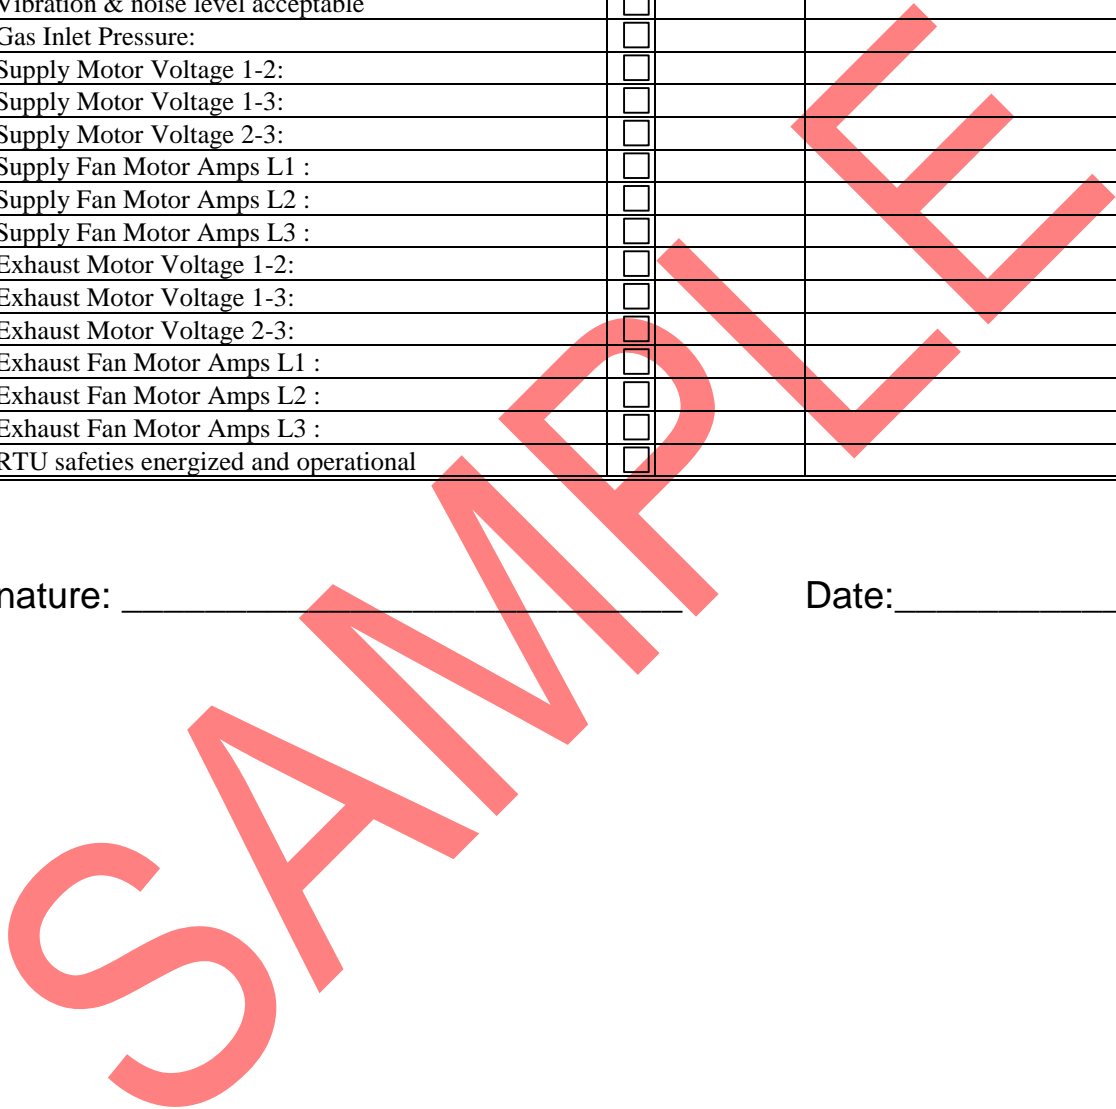 Vibration & noise level acceptable
Gas Inlet Pressure:
Supply Motor Voltage 1-2:
Supply Motor Voltage 1-3:
Supply Motor Voltage 2-3:
Supply Fan Motor Amps L1 :
Supply Fan Motor Amps L2 :
Supply Fan Motor Amps L3 :
Exhaust Motor Voltage 1-2:
Exhaust Motor Voltage 1-3:
Exhaust Motor Voltage 2-3:
Exhaust Fan Motor Amps L1 :
Exhaust Fan Motor Amps L2 :
Exhaust Fan Motor Amps L3 :
RTU safeties energized and operational
nature: ____________________________ Date:___________
SAMPLE